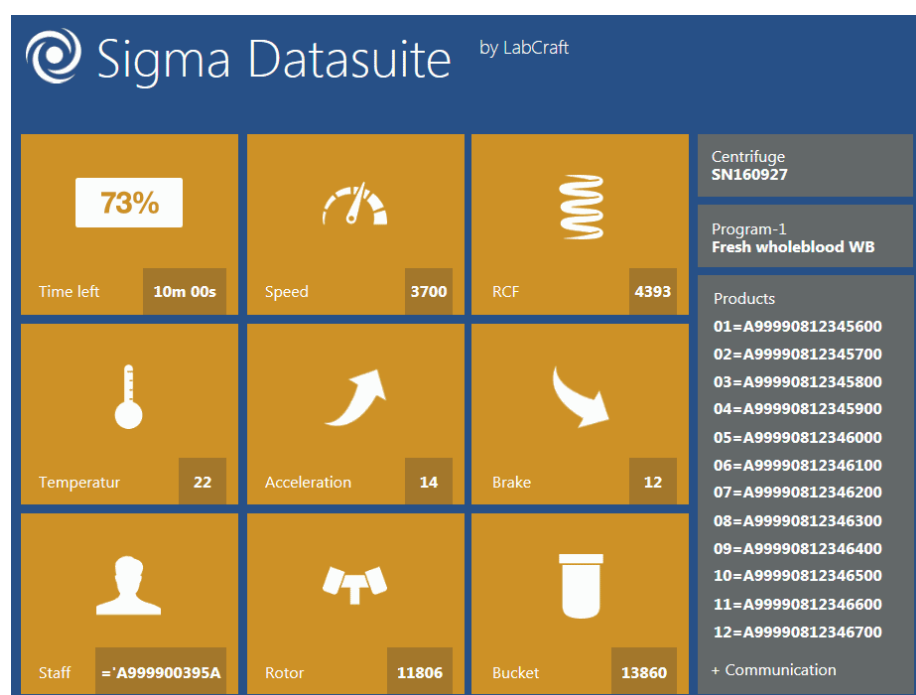 Sigma Datasuite by LabCraft
73%
Time left 10m 00s
Speed 3700
RCF 4393
Temperatur 22
Acceleration 14
Brake 12
Staff ='A999900395A
Rotor 11806
Bucket 13860
Centrifuge
SN160927
Program-1
Fresh wholeblood WB
Products
01=A99990812345600
02=A99990812345700
03=A99990812345800
04=A99990812345900
05=A99990812346000
06=A99990812346100
07=A99990812346200
08=A99990812346300
09=A99990812346400
10=A99990812346500
11=A99990812346600
12=A99990812346700
+ Communication